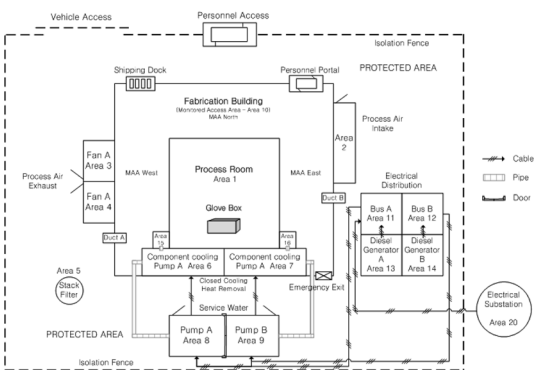 Vehicle Access
Personnel Access
Isolation Fence
PROTECTED AREA
Shipping Dock
Personnel Portal
Fabrication Building
(Monitored Access Area - Area 10)
MAA North
Process Air
Intake
Area
2
Fan A
Area 3
MAA West
Process Room
Area 1
MAA East
Process Air
Exhaust
Fan A
Area 4
Glove Box
Electrical
Distribution
Bus A
Area 11
Bus B
Area 12
Cable
Pipe
Door
Duct A
Duct B
Area
15
Area
16
Component cooling
Pump A Area 6
Component cooling
Pump A Area 7
Diesel
Generator
A
Area 13
Diesel
Generator
B
Area 14
Area 5
Stack
Filter
Closed Cooling
Heat Removal
Emergency Exit
Service Water
Electrical
Substation
Area 20
PROTECTED AREA
Pump A
Area 8
Pump B
Area 9
Isolation Fence